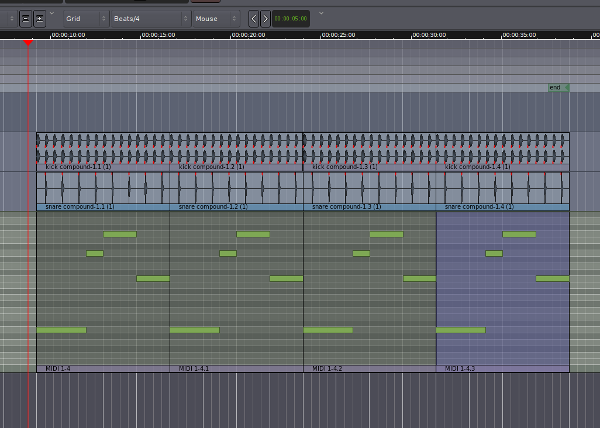 Grid Beats/4 Mouse 00:00:05:00
00:00:10:00 00:00:15:00 00:00:20:00 00:00:25:00 00:00:30:00 00:00:35:00
end
kick compound-1.1 (1) kick compound-1.2 (1) kick compound-1.3 (1) kick compound-1.4 (1)
snare compound-1.1 (1) snare compound-1.2 (1) snare compound-1.3 (1) snare compound-1.4 (1)
MIDI 1-4 MIDI 1-4.1 MIDI 1-4.2 MIDI 1-4.3